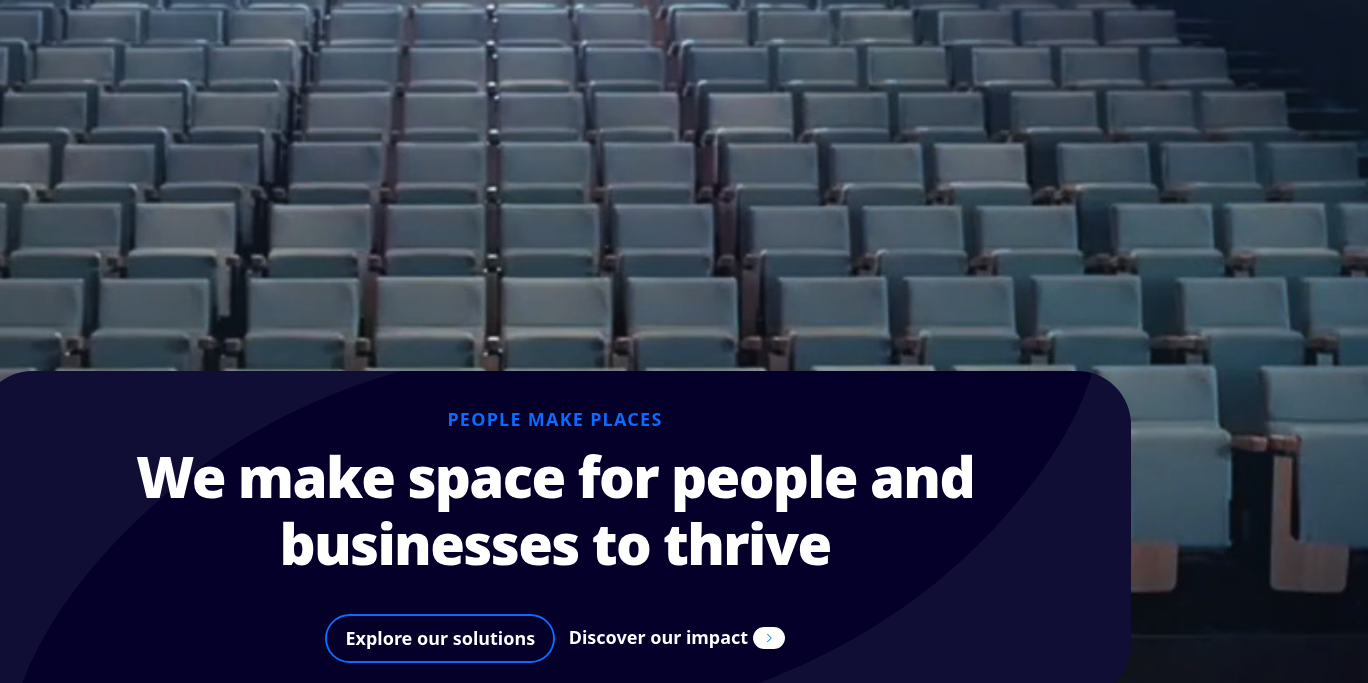 PEOPLE MAKE PLACES
We make space for people and
businesses to thrive
Explore our solutions
Discover our impact